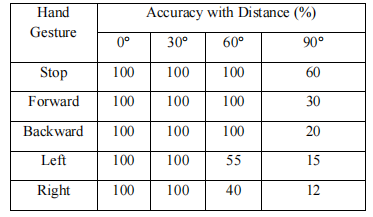 Hand Gesture Accuracy with Distance (%)
0° 30° 60° 90°
Stop 100 100 100 60
Forward 100 100 100 30
Backward 100 100 100 20
Left 100 100 55 15
Right 100 100 40 12